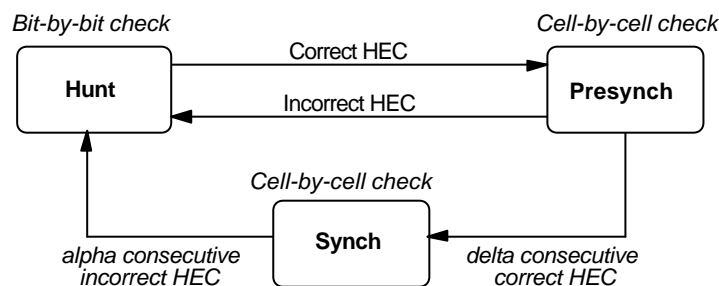 Bit-by-bit check
Cell-by-cell check
Correct HEC
Hunt
Presynch
Incorrect HEC
Cell-by-cell check
Synch
alpha consecutive
incorrect HEC
delta consecutive
correct HEC